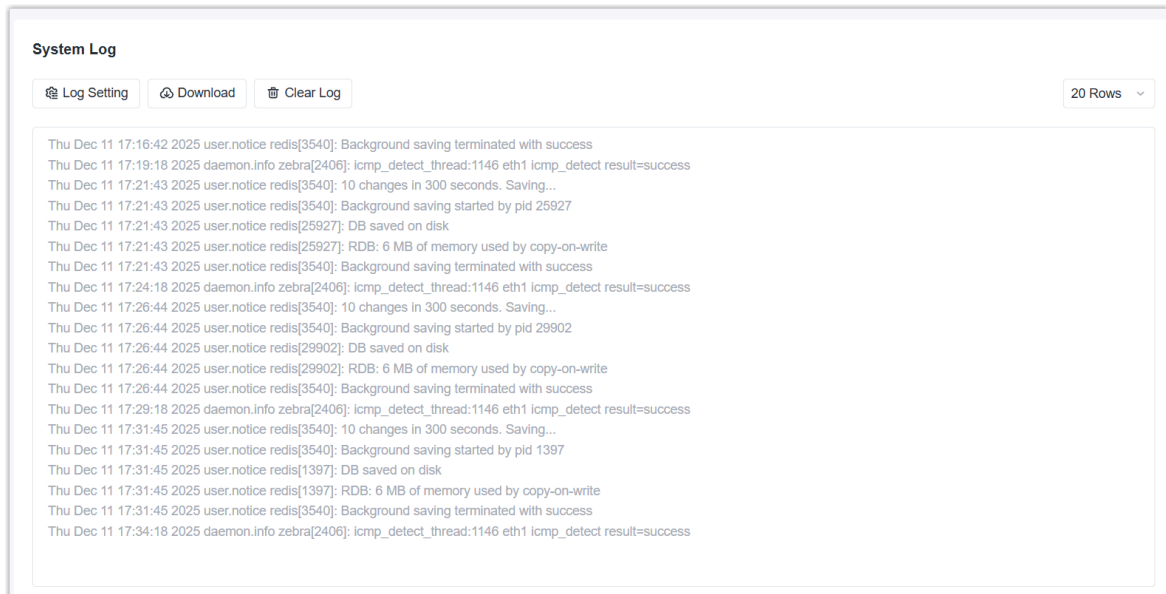 System Log
Log Setting Download Clear Log 20 Rows
Thu Dec 11 17:16:42 2025 user.notice redis[3540]: Background saving terminated with success
Thu Dec 11 17:19:18 2025 daemon.info zebra[2406]: icmp_detect_thread:1146 eth1 icmp_detect result=success
Thu Dec 11 17:21:43 2025 user.notice redis[3540]: 10 changes in 300 seconds. Saving...
Thu Dec 11 17:21:43 2025 user.notice redis[3540]: Background saving started by pid 25927
Thu Dec 11 17:21:43 2025 user.notice redis[25927]: DB saved on disk
Thu Dec 11 17:21:43 2025 user.notice redis[25927]: RDB: 6 MB of memory used by copy-on-write
Thu Dec 11 17:21:43 2025 user.notice redis[3540]: Background saving terminated with success
Thu Dec 11 17:24:18 2025 daemon.info zebra[2406]: icmp_detect_thread:1146 eth1 icmp_detect result=success
Thu Dec 11 17:26:44 2025 user.notice redis[3540]: 10 changes in 300 seconds. Saving...
Thu Dec 11 17:26:44 2025 user.notice redis[3540]: Background saving started by pid 29902
Thu Dec 11 17:26:44 2025 user.notice redis[29902]: DB saved on disk
Thu Dec 11 17:26:44 2025 user.notice redis[29902]: RDB: 6 MB of memory used by copy-on-write
Thu Dec 11 17:26:44 2025 user.notice redis[3540]: Background saving terminated with success
Thu Dec 11 17:29:18 2025 daemon.info zebra[2406]: icmp_detect_thread:1146 eth1 icmp_detect result=success
Thu Dec 11 17:31:45 2025 user.notice redis[3540]: 10 changes in 300 seconds. Saving...
Thu Dec 11 17:31:45 2025 user.notice redis[3540]: Background saving started by pid 1397
Thu Dec 11 17:31:45 2025 user.notice redis[1397]: DB saved on disk
Thu Dec 11 17:31:45 2025 user.notice redis[1397]: RDB: 6 MB of memory used by copy-on-write
Thu Dec 11 17:31:45 2025 user.notice redis[3540]: Background saving terminated with success
Thu Dec 11 17:34:18 2025 daemon.info zebra[2406]: icmp_detect_thread:1146 eth1 icmp_detect result=success